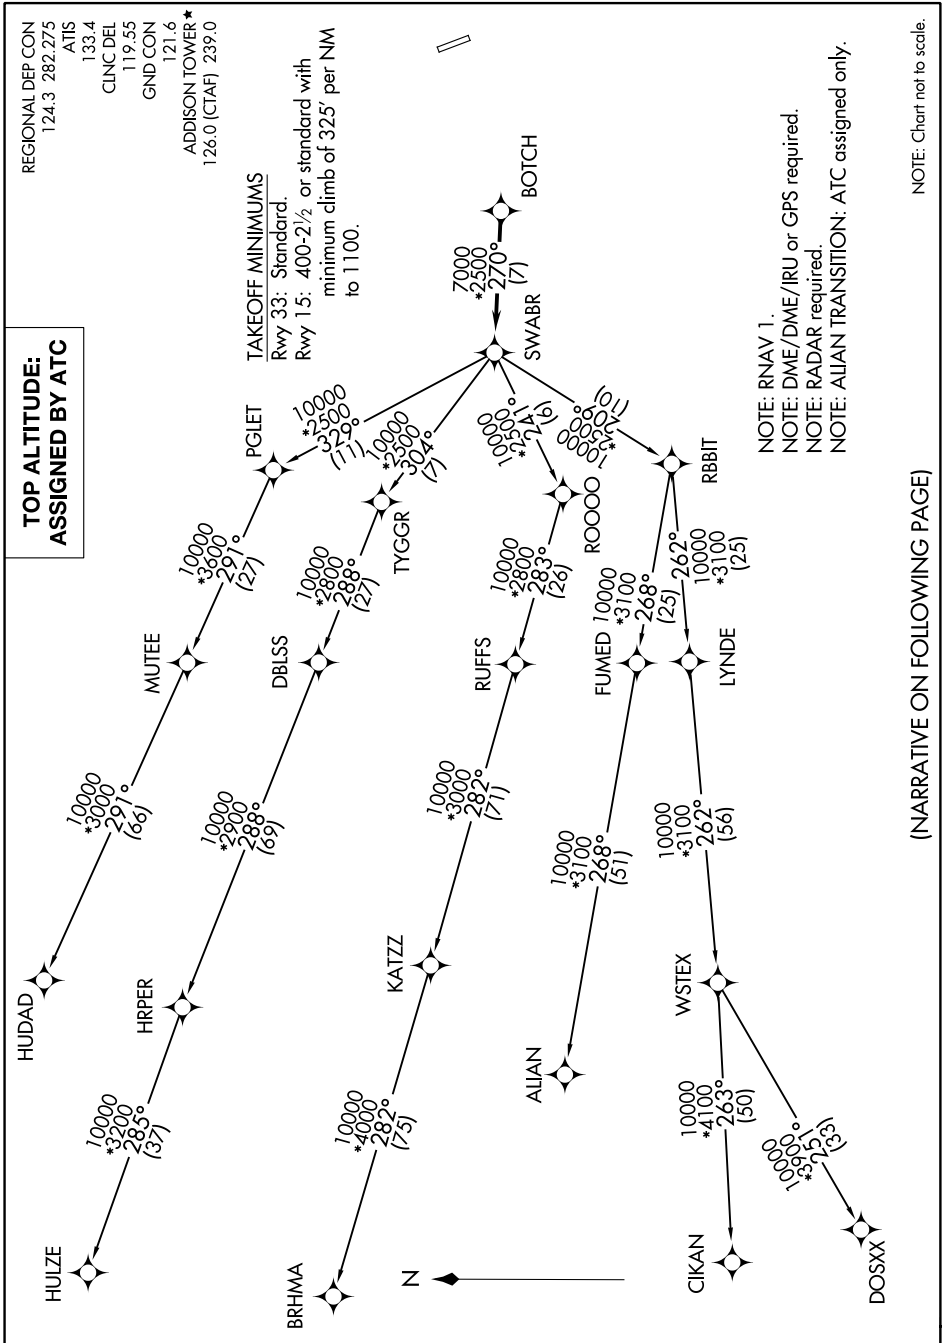 TOP ALTITUDE:
ASSIGNED BY ATC
REGIONAL DEP CON
124.3 282.275
ATIS
133.4
CLNC DEL
119.55
GND CON
121.6
ADDISON TOWER★
126.0 (CTAF) 239.0
TAKEOFF MINIMUMS
Rwy 33: Standard.
Rwy 15: 400-2½ or standard with
minimum climb of 325' per NM
to 1100.
BOTCH
7000
*2500
270°
(7)
SWABR
10000
*2500
329°
(11)
PGLET
10000
*3600
291°
(27)
MUTEE
10000
*3000
291°
(66)
HUDAD
10000
*2500
304°
(7)
TYGGR
10000
*2800
288°
(27)
DBLSS
10000
*2900
288°
(69)
HRPER
10000
*3200
285°
(37)
HULZE
10000
*2500
241°
(9)
ROOOO
10000
*2800
283°
(26)
RUFFS
10000
*3000
282°
(71)
KATZZ
10000
*4000
282°
(75)
BRHMA
10000
*2500
209°
(10)
RBBIT
10000
*3100
268°
(25)
FUMED
10000
*3100
268°
(51)
ALIAN
262°
10000
*3100
(25)
LYNDE
10000
*3100
262°
(56)
WSTEX
10000
*4100
263°
(50)
CIKAN
10000
*3900
251°
(33)
DOSXX
N
NOTE: RNAV 1.
NOTE: DME/DME/IRU or GPS required.
NOTE: RADAR required.
NOTE: ALIAN TRANSITION: ATC assigned only.
(NARRATIVE ON FOLLOWING PAGE)
NOTE: Chart not to scale.